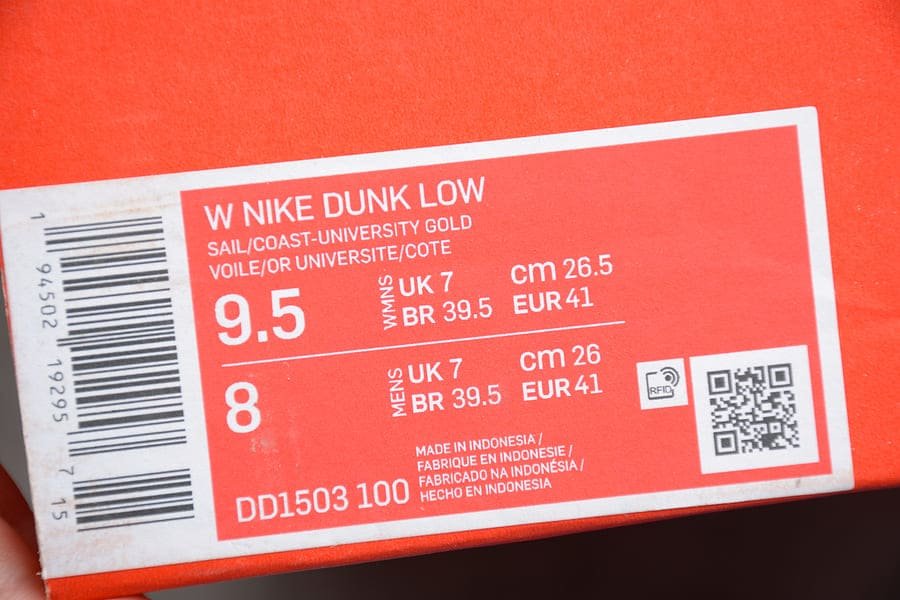 W NIKE DUNK LOW
SAIL/COAST-UNIVERSITY GOLD
VOILE/OR UNIVERSITE/COTE
9.5
WMNS
UK 7 cm 26.5
BR 39.5 EUR 41
8
MENS
UK 7 cm 26
BR 39.5 EUR 41
RFID
DD1503 100
MADE IN INDONESIA /
FABRIQUE EN INDONESIE /
FABRICADO NA INDONÉSIA /
HECHO EN INDONESIA
1 94502 19295 7 15